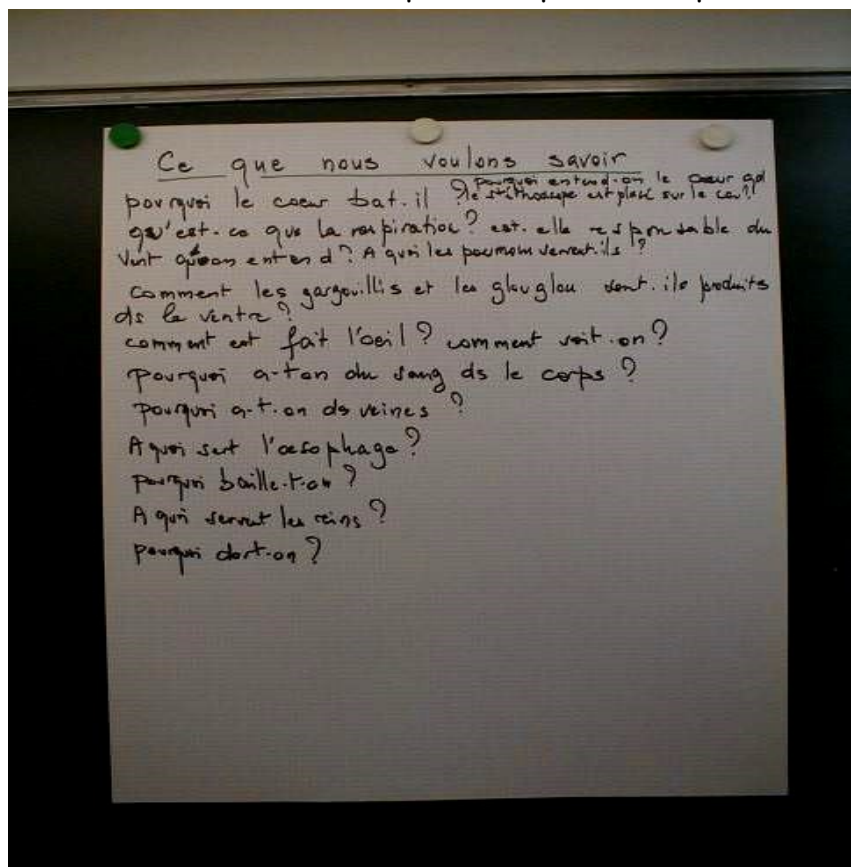 Ce que nous voulons savoir
pourquoi le coeur bat-il ? pourquoi entend-on le coeur qd
le stéthoscope est placé sur le cou ?
qu'est-ce que la respiration ? est-elle responsable du
vent qu'on entend ? A quoi les poumons servent-ils ?
comment les gargouillis et les glouglou sont-ils produits
ds le ventre ?
comment est fait l'oeil ? comment voit-on ?
pourquoi a-t-on du sang ds le corps ?
pourquoi a-t-on ds veines ?
A quoi sert l'oesophage ?
pourquoi baille-t-on ?
A quoi servent les reins ?
pourquoi dort-on ?